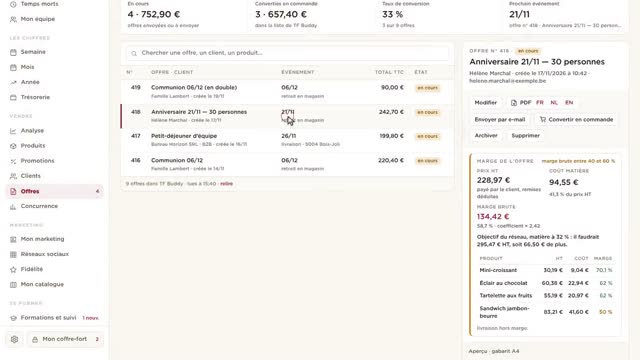 Temps morts
Mon équipe
LES CHIFFRES
Semaine
Mois
Année
Trésorerie
VENDRE
Analyse
Produits
Promotions
Clients
Offres 4
Concurrence
MARKETING
Mon marketing
Réseaux sociaux
Fidélité
Mon catalogue
SE FORMER
Formations et suivi 1 nouv.
Mon coffre-fort 2
En cours
4 · 752,90 €
offres envoyées ou à envoyer
Converties en commande
3 · 657,40 €
dans la liste de TF Buddy
Taux de conversion
33 %
3 sur 9 offres
Prochain événement
21/11
offre n° 418 · Anniversaire 21/11 — 30 person…
Chercher une offre, un client, un produit…
N° OFFRE · CLIENT ÉVÉNEMENT TOTAL TTC ÉTAT
419 Communion 06/12 (en double) 06/12 90,00 € en cours
Famille Lambert · créée le 17/11 retrait en magasin
418 Anniversaire 21/11 — 30 personnes 21/11 242,70 € en cours
Hélène Marchal · créée le 17/11 en magasin
417 Petit-déjeuner d'équipe 26/11 199,80 € en cours
Bureau Horizon SRL · B2B · créée le 16/11 livraison · 5004 Bois-Joli
416 Communion 06/12 06/12 220,40 € en cours
Famille Lambert · créée le 14/11 retrait en magasin
9 offres dans TF Buddy · lues à 15:40 · relire
OFFRE N° 418 · en cours
Anniversaire 21/11 — 30 personnes
Hélène Marchal · créée le 17/11/2026 à 10:42 ·
helene.marchal@exemple.be
Modifier
PDF FR NL EN
Envoyer par e-mail
Convertir en commande
Archiver
Supprimer
MARGE DE L'OFFRE marge brute entre 40 et 60 %
PRIX HT
228,97 €
payé par le client, remises
déduites
COÛT MATIÈRE
94,55 €
41,3 % du prix HT
MARGE BRUTE
134,42 €
58,7 % · coefficient × 2,42
Objectif du réseau, matière à 32 % : il faudrait
295,47 € HT, soit 66,50 € de plus.
PRODUIT HT COÛT MARGE
Mini-croissant 30,19 € 9,04 € 70,1 %
Éclair au chocolat 60,38 € 22,94 € 62 %
Tartelette aux fruits 55,19 € 20,97 € 62 %
Sandwich jambon-beurre 83,21 € 41,60 € 50 %
livraison hors marge.
Aperçu · gabarit A4